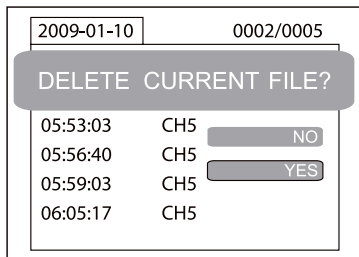 2009-01-10 0002/0005
DELETE CURRENT FILE?
05:53:03 CH5
NO
05:56:40 CH5
YES
05:59:03 CH5
06:05:17 CH5